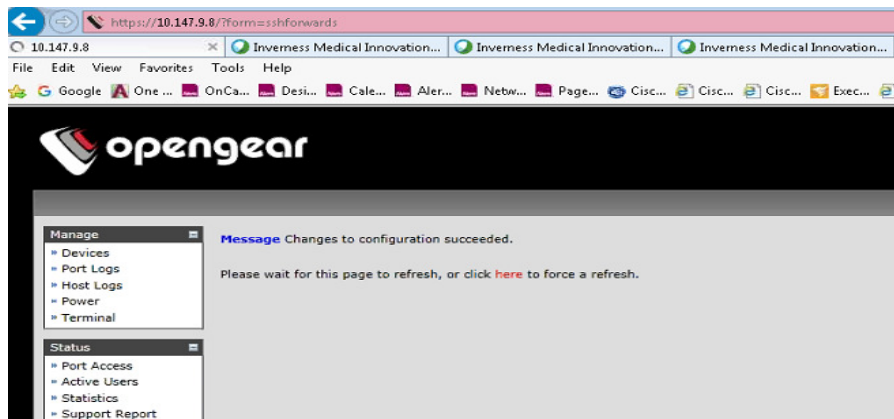 https://10.147.9.8/?form=sshforwards
10.147.9.8 Inverness Medical Innovation... Inverness Medical Innovation... Inverness Medical Innovation...
File Edit View Favorites Tools Help
Google One ... OnCa... Desi... Cale... Aler... Netw... Page... Cisc... Cisc... Cisc... Exec...
opengear
Manage
Devices
Port Logs
Host Logs
Power
Terminal
Message Changes to configuration succeeded.
Please wait for this page to refresh, or click here to force a refresh.
Status
Port Access
Active Users
Statistics
Support Report